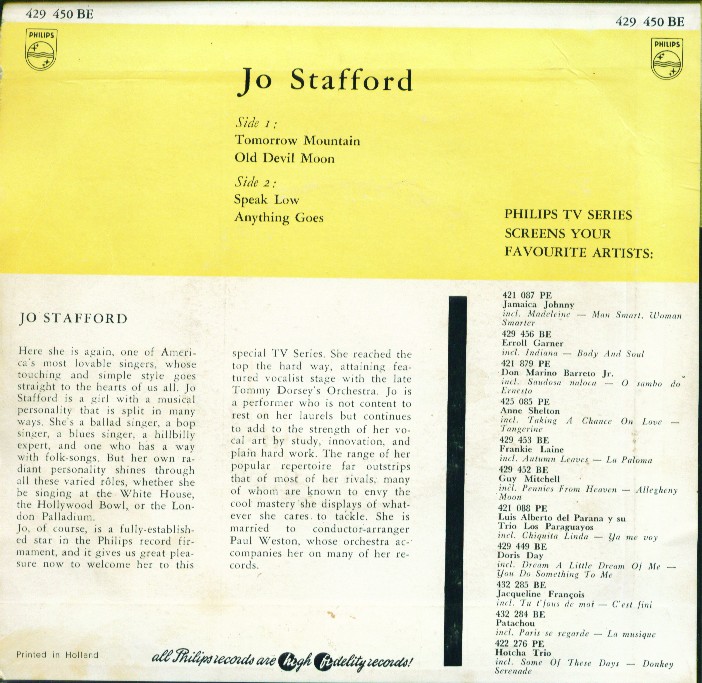 429 450 BE
429 450 BE
PHILIPS
PHILIPS
Jo Stafford
Side 1:
Tomorrow Mountain
Old Devil Moon
Side 2:
Speak Low
Anything Goes
PHILIPS TV SERIES
SCREENS YOUR
FAVOURITE ARTISTS:
JO STAFFORD
Here she is again, one of Ameri-
ca's most lovable singers, whose
touching and simple style goes
straight to the hearts of us all. Jo
Stafford is a girl with a musical
personality that is split in many
ways. She's a ballad singer, a bop
singer, a blues singer, a hillbilly
expert, and one who has a way
with folk-songs. But her own ra-
diant personality shines through
all these varied rôles, whether she
be singing at the White House,
the Hollywood Bowl, or the Lon-
don Palladium.
Jo, of course, is a fully-establish-
ed star in the Philips record fir-
mament, and it gives us great plea-
sure now to welcome her to this
special TV Series. She reached the
top the hard way, attaining fea-
tured vocalist stage with the late
Tommy Dorsey's Orchestra. Jo is
a performer who is not content to
rest on her laurels but continues
to add to the strength of her vo-
cal art by study, innovation, and
plain hard work. The range of her
popular repertoire far outstrips
that of most of her rivals, many
of whom are known to envy the
cool mastery she displays of what-
ever she cares to tackle. She is
married to conductor-arranger
Paul Weston, whose orchestra ac-
companies her on many of her re-
cords.
421 087 PE
Jamaica Johnny
incl. Madeleine — Man Smart, Woman
Smarter
429 456 BE
Erroll Garner
incl. Indiana — Body And Soul
421 879 PE
Don Marino Barreto Jr.
incl. Saudosa maloca — O sambo do
Ernesto
425 085 PE
Anne Shelton
incl. Taking A Chance On Love —
Tangerine
429 453 BE
Frankie Laine
incl. Autumn Leaves — La Paloma
429 452 BE
Guy Mitchell
incl. Pennies From Heaven — Allegheny
Moon
421 088 PE
Luis Alberto del Parana y su
Trio Los Paraguayos
incl. Chiquita Linda — Ya me voy
429 449 BE
Doris Day
incl. Dream A Little Dream Of Me —
You Do Something To Me
432 285 BE
Jacqueline François
incl. Tu t'fous de moi — C'est fini
432 284 BE
Patachou
incl. Paris se regarde — La musique
422 276 PE
Hotcha Trio
incl. Some Of These Days — Donkey
Serenade
Printed in Holland
all Philips records are high fidelity records!